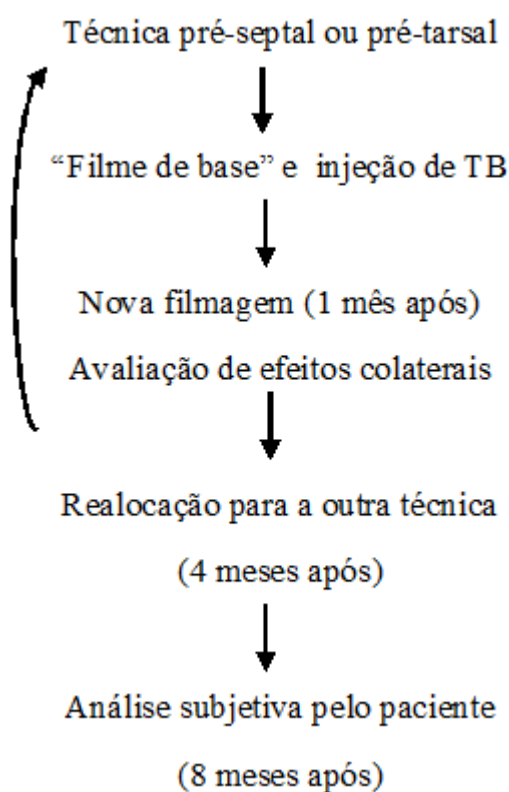 Técnica pré-septal ou pré-tarsal
“Filme de base” e injeção de TB
Nova filmagem (1 mês após)
Avaliação de efeitos colaterais
Realocação para a outra técnica
(4 meses após)
Análise subjetiva pelo paciente
(8 meses após)